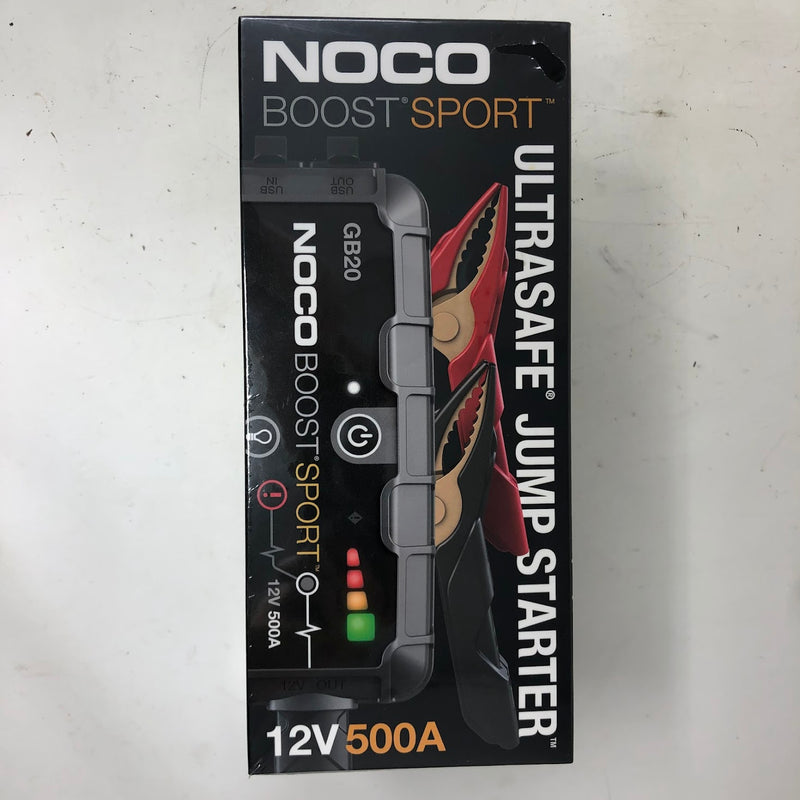 NOCO
BOOST® SPORT™
ULTRASAFE® JUMP STARTER™
USB IN
USB OUT
GB20
NOCO BOOST® SPORT™
12V 500A
12V OUT
12V 500A